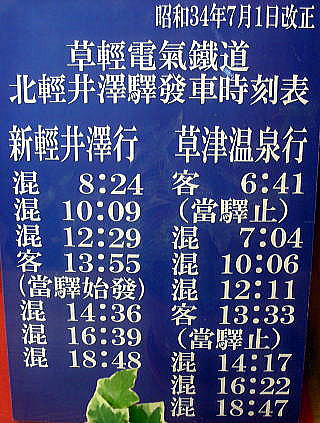 昭和34年7月1日改正
草輕電氣鐵道
北輕井澤驛發車時刻表
新輕井澤行
混 8:24
混 10:09
混 12:29
客 13:55
(當驛始發)
混 14:36
混 16:39
混 18:48
草津温泉行
客 6:41
(當驛止)
混 7:04
混 10:06
混 12:11
客 13:33
(當驛止)
混 14:17
混 16:22
混 18:47